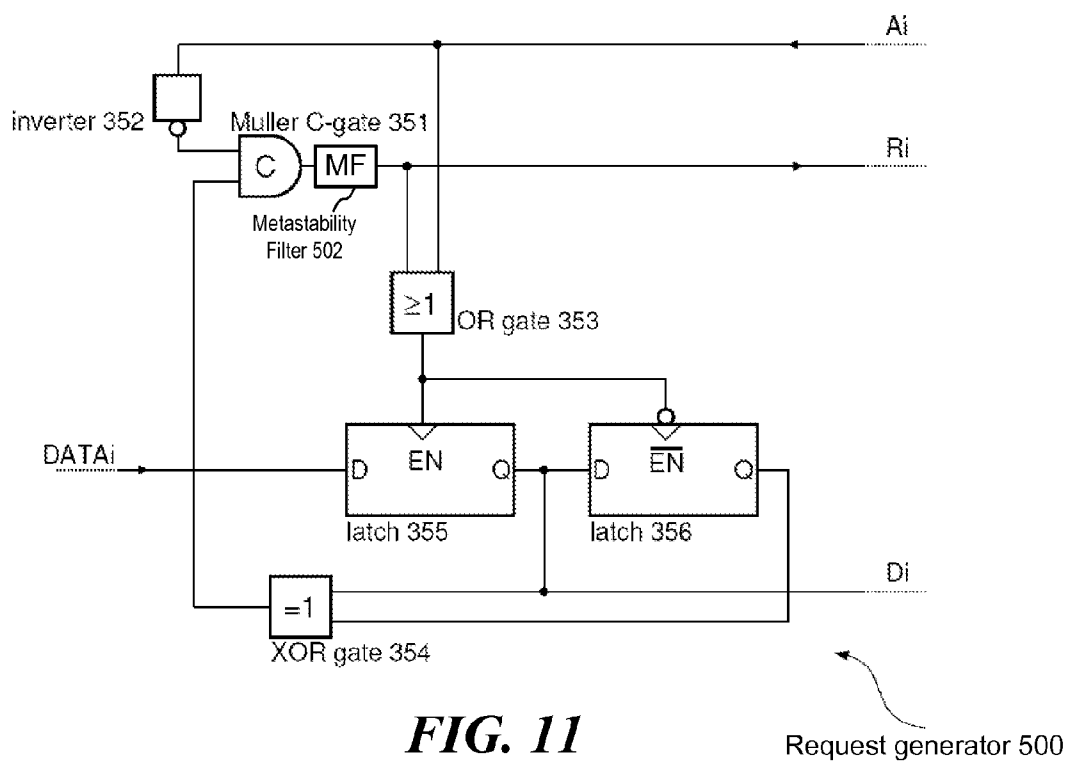 Ai
inverter 352
Muller C-gate 351
C
MF
Ri
Metastability
Filter 502
≥1
OR gate 353
DATAi
D
EN
Q
D
E̅N̅
Q
latch 355
latch 356
Di
=1
XOR gate 354
FIG. 11
Request generator 500